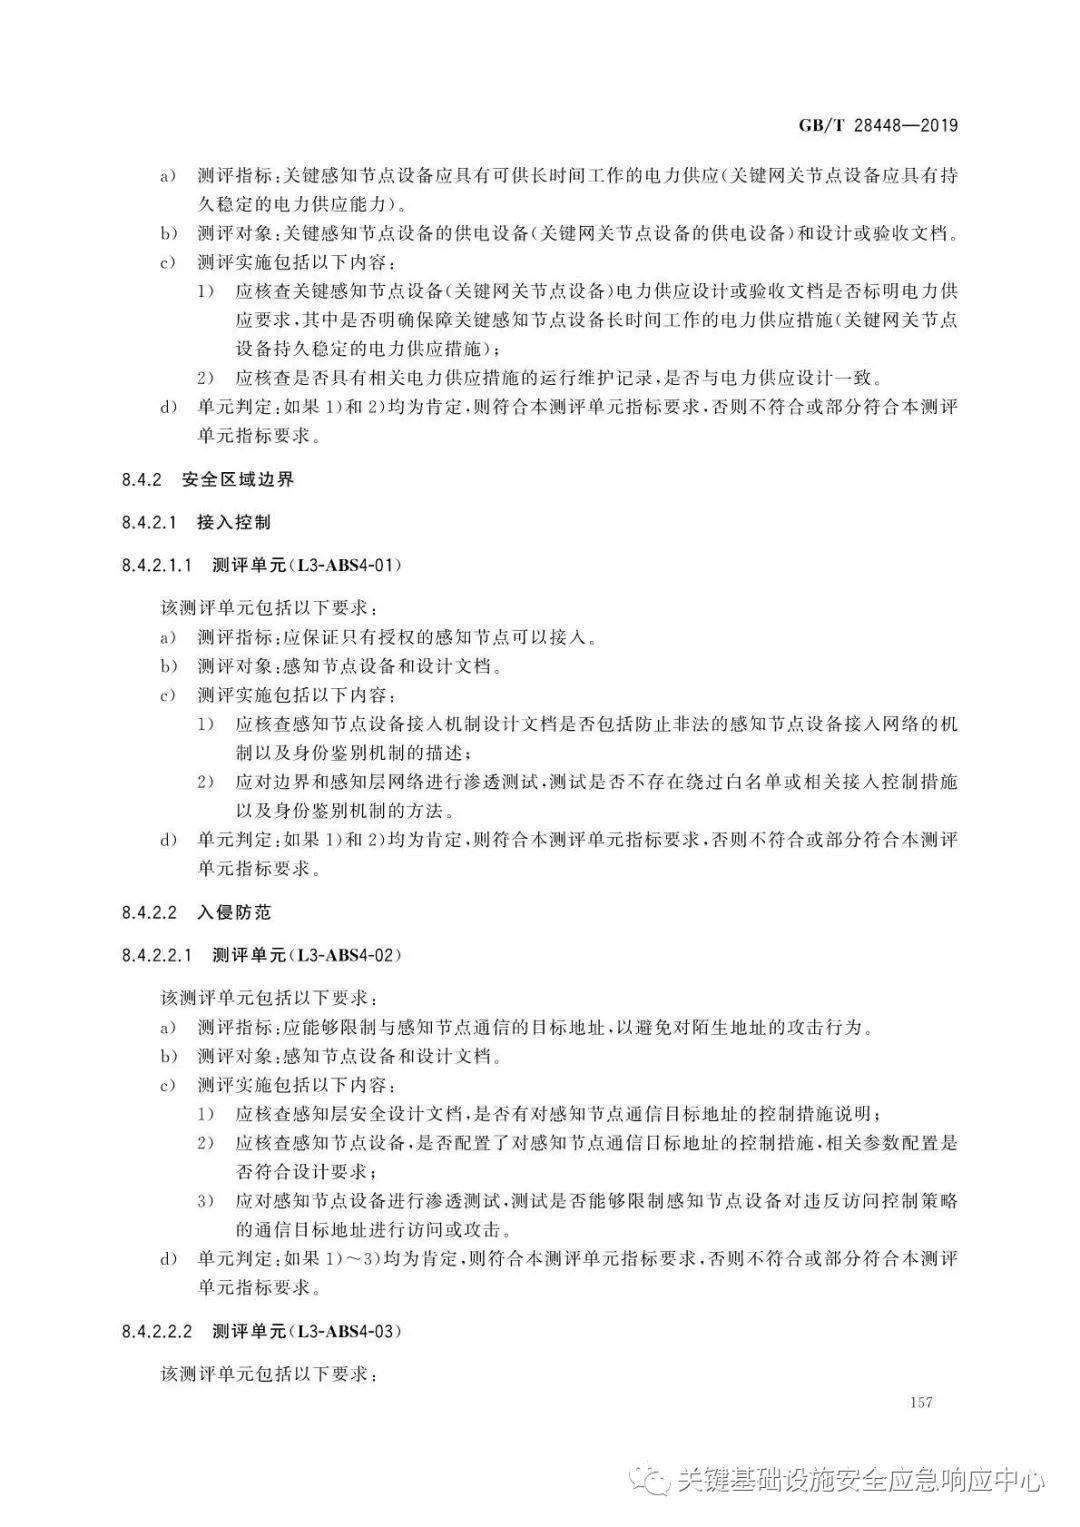 GB/T 28448—2019
a) 测评指标:关键感知节点设备应具有可供长时间工作的电力供应(关键网关节点设备应具有持
久稳定的电力供应能力)。
b) 测评对象:关键感知节点设备的供电设备(关键网关节点设备的供电设备)和设计或验收文档。
c) 测评实施包括以下内容:
1) 应核查关键感知节点设备(关键网关节点设备)电力供应设计或验收文档是否标明电力供
应要求,其中是否明确保障关键感知节点设备长时间工作的电力供应措施(关键网关节点
设备持久稳定的电力供应措施);
2) 应核查是否具有相关电力供应措施的运行维护记录,是否与电力供应设计一致。
d) 单元判定:如果 1)和 2)均为肯定,则符合本测评单元指标要求,否则不符合或部分符合本测评
单元指标要求。
8.4.2 安全区域边界
8.4.2.1 接入控制
8.4.2.1.1 测评单元(L3-ABS4-01)
该测评单元包括以下要求:
a) 测评指标:应保证只有授权的感知节点可以接入。
b) 测评对象:感知节点设备和设计文档。
c) 测评实施包括以下内容:
1) 应核查感知节点设备接入机制设计文档是否包括防止非法的感知节点设备接入网络的机
制以及身份鉴别机制的描述;
2) 应对边界和感知层网络进行渗透测试,测试是否不存在绕过白名单或相关接入控制措施
以及身份鉴别机制的方法。
d) 单元判定:如果 1)和 2)均为肯定,则符合本测评单元指标要求,否则不符合或部分符合本测评
单元指标要求。
8.4.2.2 入侵防范
8.4.2.2.1 测评单元(L3-ABS4-02)
该测评单元包括以下要求:
a) 测评指标:应能够限制与感知节点通信的目标地址,以避免对陌生地址的攻击行为。
b) 测评对象:感知节点设备和设计文档。
c) 测评实施包括以下内容:
1) 应核查感知层安全设计文档,是否有对感知节点通信目标地址的控制措施说明;
2) 应核查感知节点设备,是否配置了对感知节点通信目标地址的控制措施,相关参数配置是
否符合设计要求;
3) 应对感知节点设备进行渗透测试,测试是否能够限制感知节点设备对违反访问控制策略
的通信目标地址进行访问或攻击。
d) 单元判定:如果 1)～3)均为肯定,则符合本测评单元指标要求,否则不符合或部分符合本测评
单元指标要求。
8.4.2.2.2 测评单元(L3-ABS4-03)
该测评单元包括以下要求:
157
关键基础设施安全应急响应中心